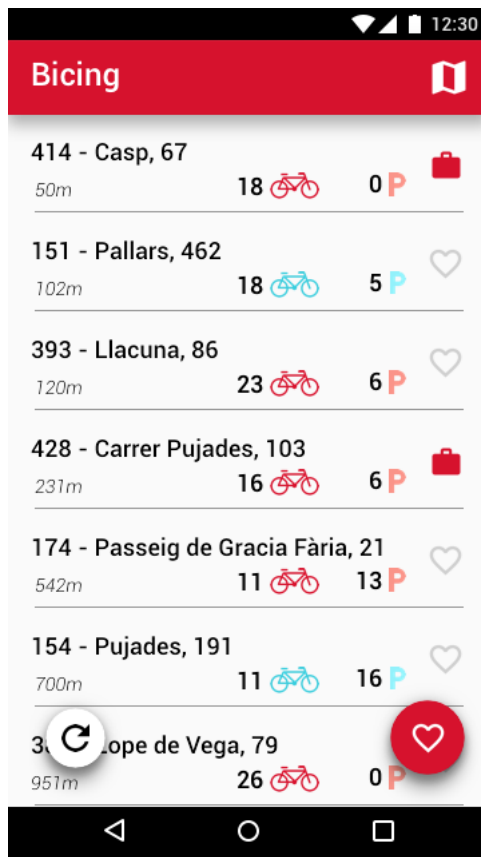 12:30
Bicing
414 - Casp, 67
50m 18 0 P
151 - Pallars, 462
102m 18 5 P
393 - Llacuna, 86
120m 23 6 P
428 - Carrer Pujades, 103
231m 16 6 P
174 - Passeig de Gracia Fària, 21
542m 11 13 P
154 - Pujades, 191
700m 11 16 P
Lope de Vega, 79
951m 26 0 P